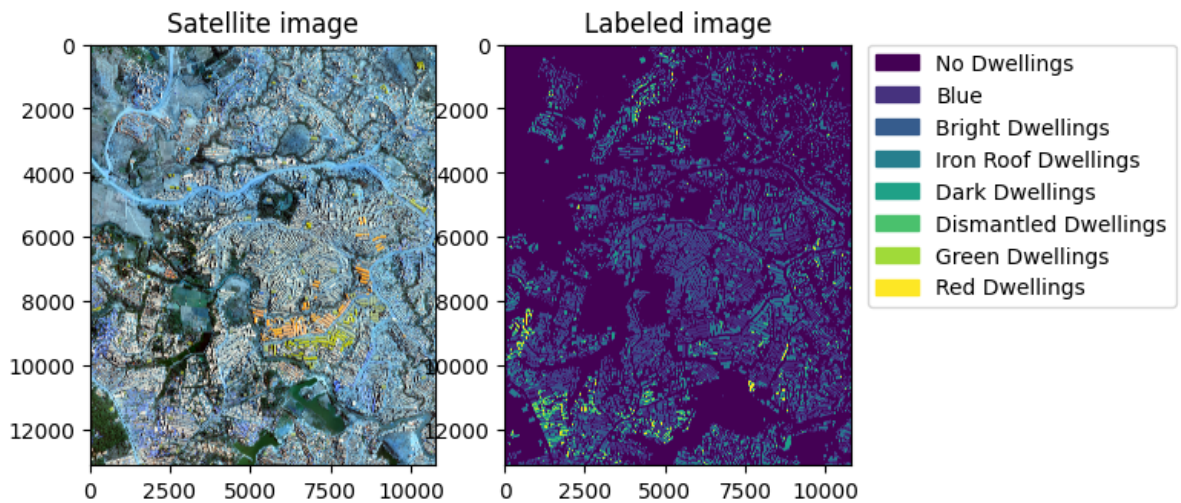 Satellite image
Labeled image
0
2000
4000
6000
8000
10000
12000
0
2500
5000
7500
10000
0
2000
4000
6000
8000
10000
12000
0
2500
5000
7500
10000
No Dwellings
Blue
Bright Dwellings
Iron Roof Dwellings
Dark Dwellings
Dismantled Dwellings
Green Dwellings
Red Dwellings